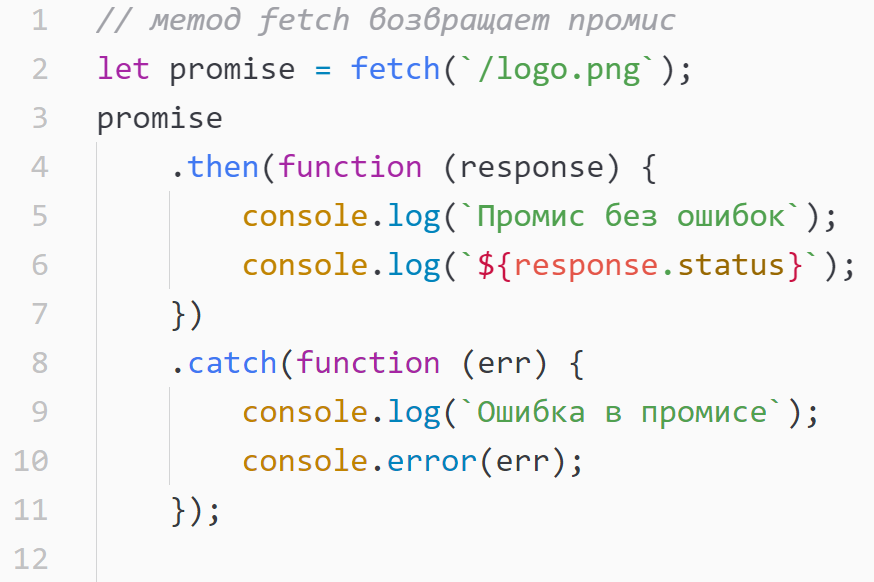 1 // метод fetch возвращает промис
2 let promise = fetch(`/logo.png`);
3 promise
4 .then(function (response) {
5 console.log(`Промис без ошибок`);
6 console.log(`${response.status}`);
7 })
8 .catch(function (err) {
9 console.log(`Ошибка в промисе`);
10 console.error(err);
11 });
12